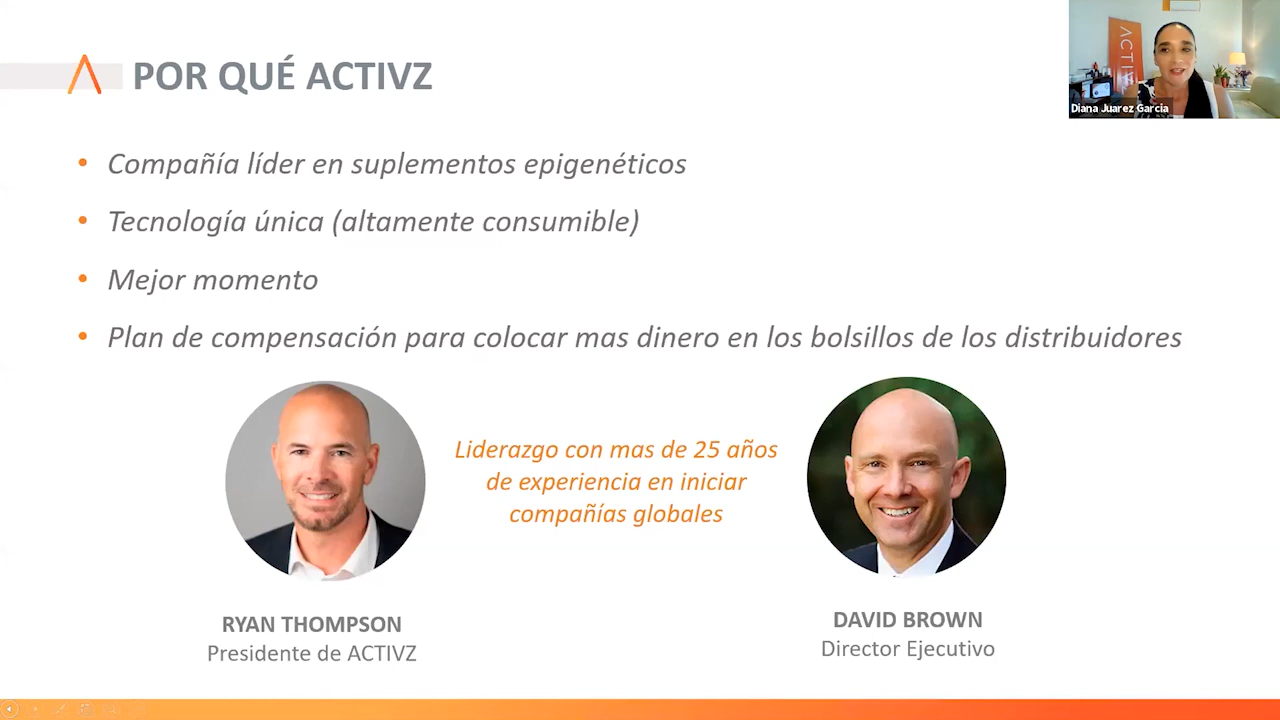 POR QUÉ ACTIVZ
ACTIV
Diana Juarez García
• Compañía líder en suplementos epigenéticos
• Tecnología única (altamente consumible)
• Mejor momento
• Plan de compensación para colocar mas dinero en los bolsillos de los distribuidores
Liderazgo con mas de 25 años
de experiencia en iniciar
compañías globales
RYAN THOMPSON
Presidente de ACTIVZ
DAVID BROWN
Director Ejecutivo